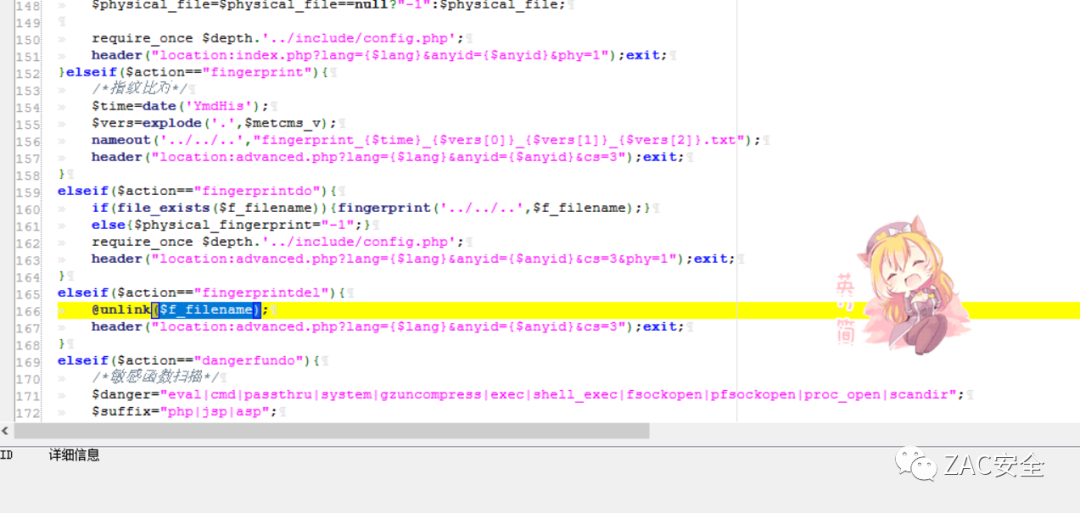 148 $physical_file=$physical_file==null?"-1":$physical_file;
149
150 require_once $depth.'../include/config.php';
151 header("location:index.php?lang={$lang}&anyid={$anyid}&phy=1");exit;
152 }elseif($action=="fingerprint"){
153 /*指纹比对*/
154 $time=date('YmdHis');
155 $vers=explode('.',$metcms_v);
156 nameout('../../..',"fingerprint_{$time}_{$vers[0]}_{$vers[1]}_{$vers[2]}.txt");
157 header("location:advanced.php?lang={$lang}&anyid={$anyid}&cs=3");exit;
158 }
159 elseif($action=="fingerprintdo"){
160 if(file_exists($f_filename)){fingerprint('../../..',$f_filename);}
161 else{$physical_fingerprint="-1";}
162 require_once $depth.'../include/config.php';
163 header("location:advanced.php?lang={$lang}&anyid={$anyid}&cs=3&phy=1");exit;
164 }
165 elseif($action=="fingerprintdel"){
166 @unlink($f_filename);
167 header("location:advanced.php?lang={$lang}&anyid={$anyid}&cs=3");exit;
168 }
169 elseif($action=="dangerfundo"){
170 /*敏感函数扫描*/
171 $danger="eval|cmd|passthru|system|gzuncompress|exec|shell_exec|fsockopen|pfsockopen|proc_open|scandir";
172 $suffix="php|jsp|asp";
英
简
ID 详细信息
ZAC安全